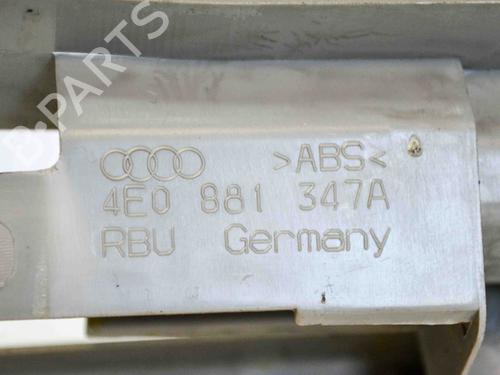 >ABS<
4E0 881 347A
RBU Germany
B-PARTS